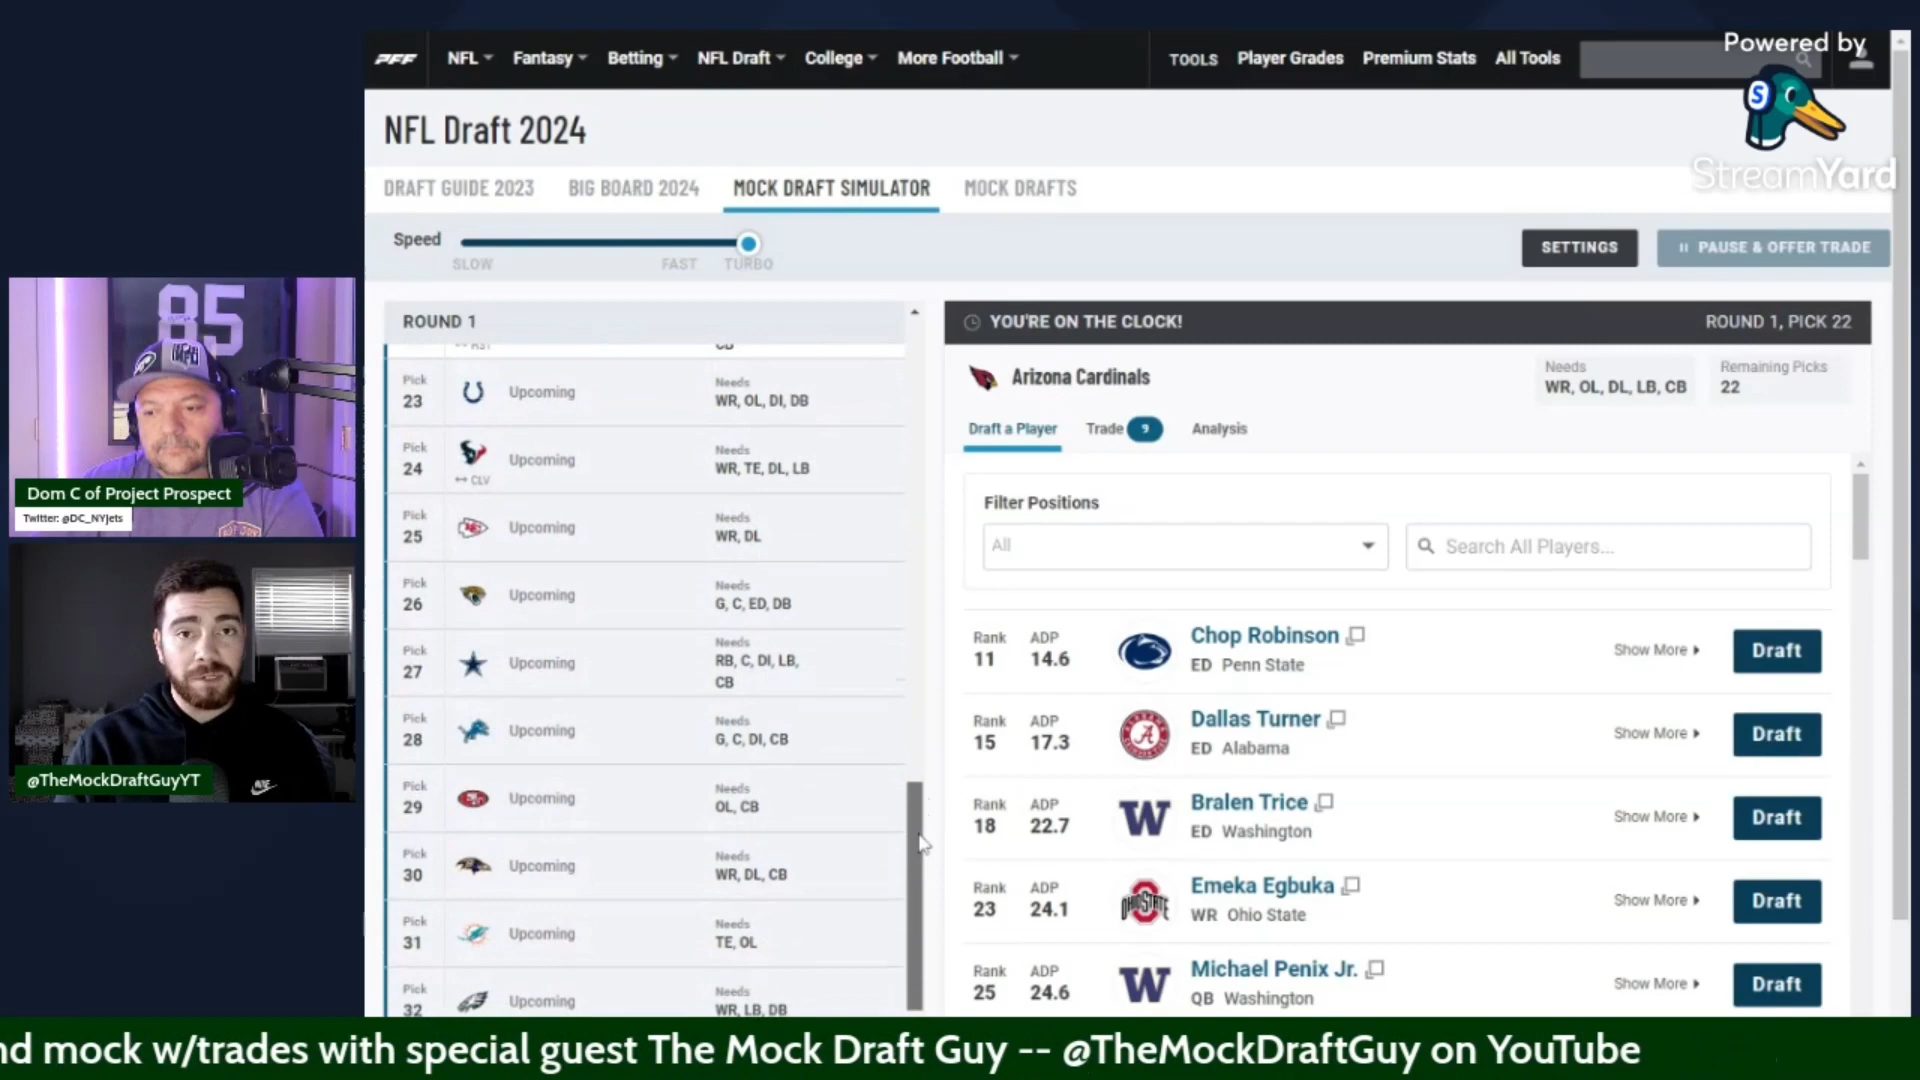 Powered by
StreamYard
PFF
NFL
Fantasy
Betting
NFL Draft
College
More Football
TOOLS
Player Grades
Premium Stats
All Tools
NFL Draft 2024
DRAFT GUIDE 2023
BIG BOARD 2024
MOCK DRAFT SIMULATOR
MOCK DRAFTS
Speed
SLOW
FAST
TURBO
SETTINGS
PAUSE & OFFER TRADE
85
Dom C of Project Prospect
Twitter: @DC_NYjets
@TheMockDraftGuyYT
ROUND 1
CB
Pick
23
Upcoming
Needs
WR, OL, DI, DB
Pick
24
↔ CLV
Upcoming
Needs
WR, TE, DL, LB
Pick
25
Upcoming
Needs
WR, DL
Pick
26
Upcoming
Needs
G, C, ED, DB
Pick
27
Upcoming
Needs
RB, C, DI, LB,
CB
Pick
28
Upcoming
Needs
G, C, DI, CB
Pick
29
Upcoming
Needs
OL, CB
Pick
30
Upcoming
Needs
WR, DL, CB
Pick
31
Upcoming
Needs
TE, OL
Pick
32
Upcoming
Needs
WR, LB, DB
YOU'RE ON THE CLOCK!
ROUND 1, PICK 22
Arizona Cardinals
Needs
WR, OL, DL, LB, CB
Remaining Picks
22
Draft a Player
Trade 9
Analysis
Filter Positions
All
Search All Players...
Rank
11
ADP
14.6
Chop Robinson
ED Penn State
Show More
Draft
Rank
15
ADP
17.3
Dallas Turner
ED Alabama
Show More
Draft
Rank
18
ADP
22.7
Bralen Trice
ED Washington
Show More
Draft
Rank
23
ADP
24.1
Emeka Egbuka
WR Ohio State
Show More
Draft
Rank
25
ADP
24.6
Michael Penix Jr.
QB Washington
Show More
Draft
nd mock w/trades with special guest The Mock Draft Guy -- @TheMockDraftGuy on YouTube